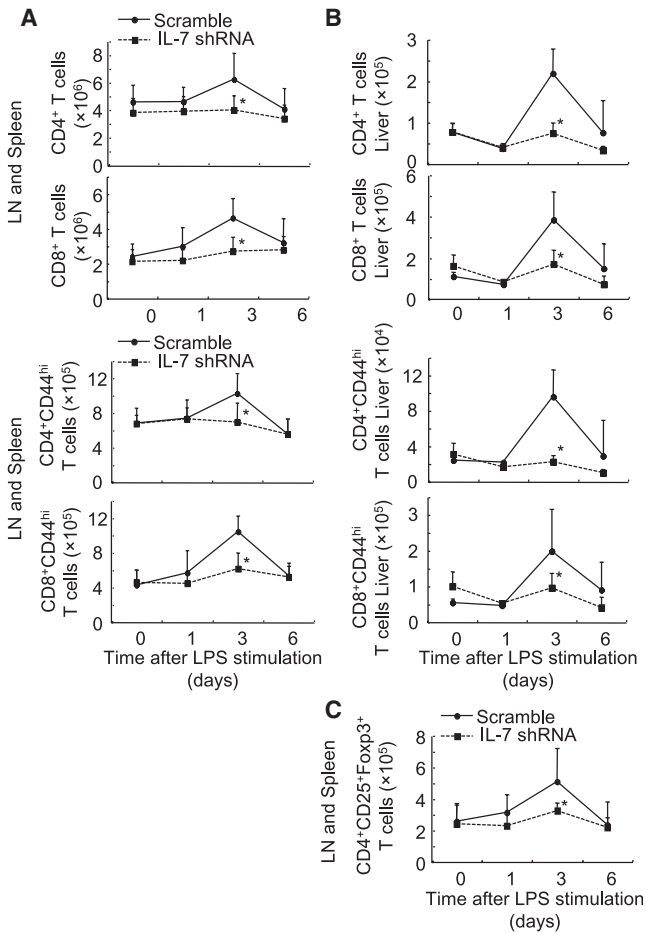 A
Scramble
IL-7 shRNA
LN and Spleen
CD4+ T cells
(×10⁶)
8
6
4
2
0
CD8+ T cells
(×10⁶)
6
4
2
0
*
*
0 1 3 6
Scramble
IL-7 shRNA
LN and Spleen
CD4+CD44hi
T cells (×10⁵)
12
8
4
0
*
CD8+CD44hi
T cells (×10⁵)
12
8
4
0
*
0 1 3 6
Time after LPS stimulation
(days)
B
CD4+ T cells
Liver (×10⁵)
3
2
1
0
*
CD8+ T cells
Liver (×10⁵)
6
4
2
0
*
0 1 3 6
CD4+CD44hi
T cells Liver (×10⁴)
12
8
4
0
*
CD8+CD44hi
T cells Liver (×10⁵)
3
2
1
0
*
0 1 3 6
Time after LPS stimulation
(days)
C
Scramble
IL-7 shRNA
LN and Spleen
CD4+CD25+Foxp3+
T cells (×10⁵)
8
6
4
2
0
*
0 1 3 6
Time after LPS stimulation
(days)